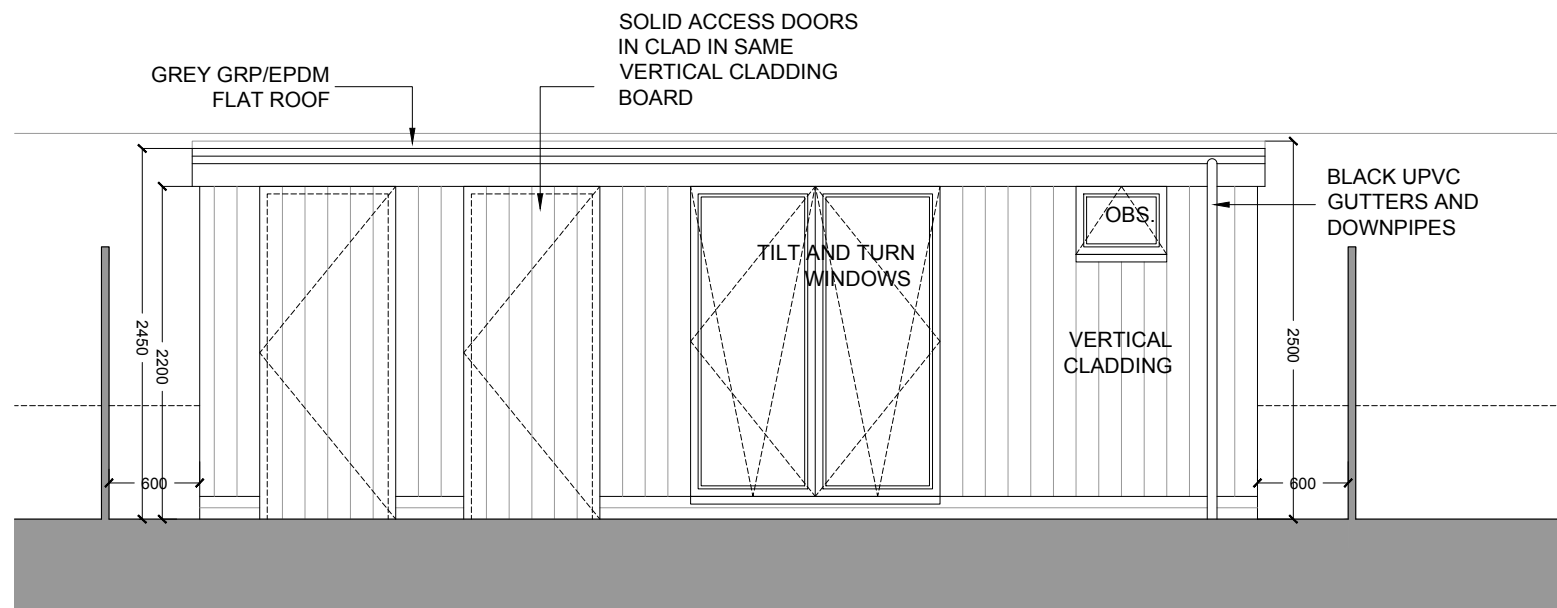 SOLID ACCESS DOORS
IN CLAD IN SAME
VERTICAL CLADDING
BOARD
GREY GRP/EPDM
FLAT ROOF
BLACK UPVC
GUTTERS AND
DOWNPIPES
OBS.
TILT AND TURN
WINDOWS
VERTICAL
CLADDING
2450
2200
2500
600
600